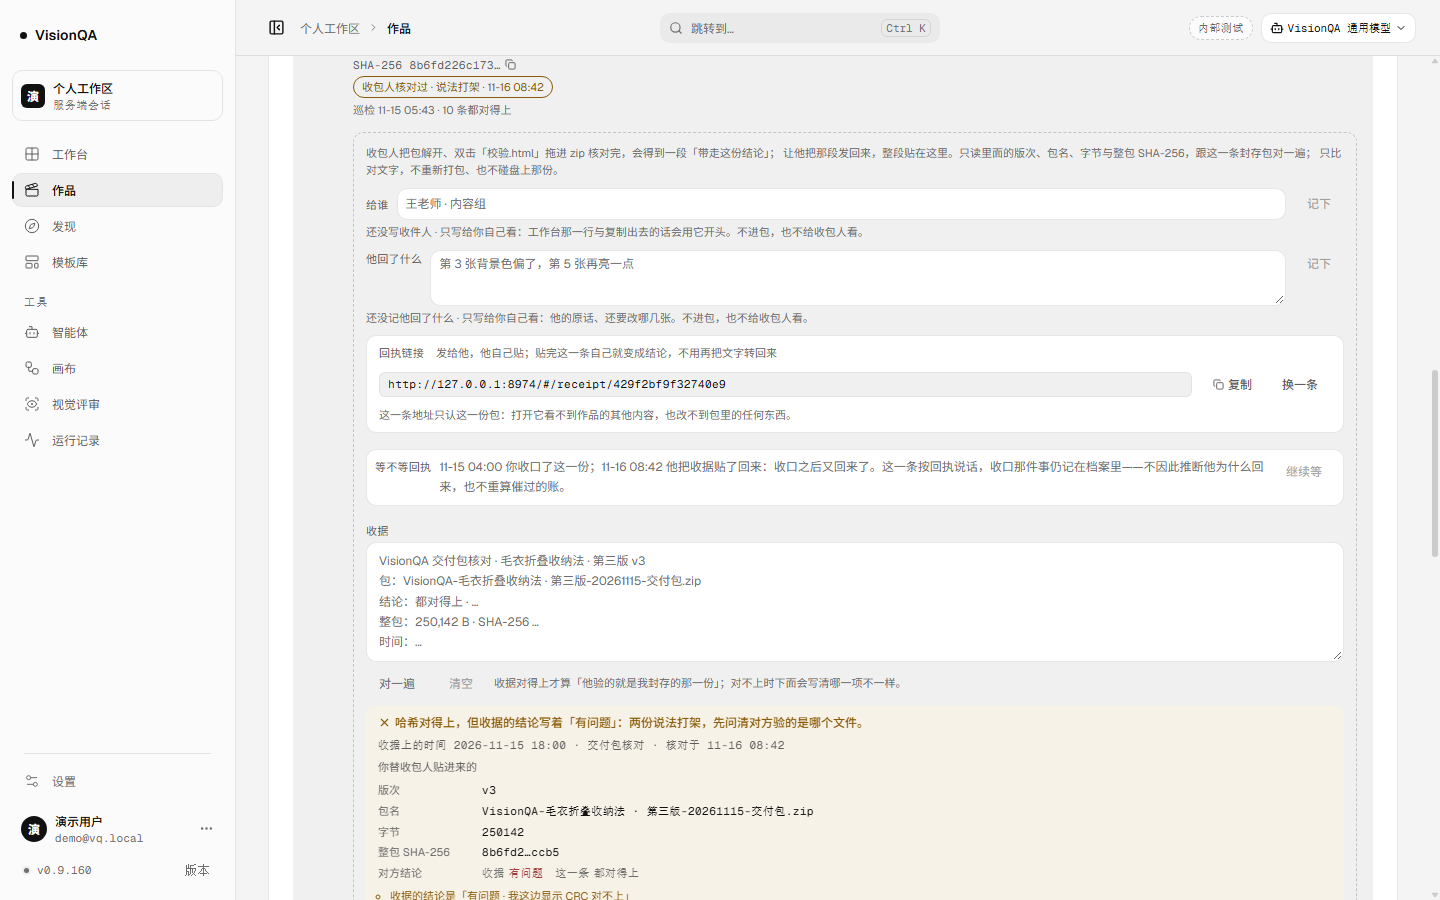 VisionQA
演
个人工作区
服务端会话
工作台
作品
发现
模板库
工具
智能体
画布
视觉评审
运行记录
设置
演
演示用户
demo@vq.local
v0.9.160
版本
个人工作区
作品
跳转到…
Ctrl K
内部测试
VisionQA 通用模型
SHA-256 8b6fd226c173…
收包人核对过 · 说法打架 · 11-16 08:42
巡检 11-15 05:43 · 10 条都对得上
收包人把包解开、双击「校验.html」拖进 zip 核对完，会得到一段「带走这份结论」；让他把那段发回来，整段贴在这里。只读里面的版次、包名、字节与整包 SHA-256，跟这一条封存包对一遍；只比
对文字，不重新打包、也不碰盘上那份。
给谁
王老师 · 内容组
记下
还没写收件人 · 只写给你自己看：工作台那一行与复制出去的话会用它开头。不进包，也不给收包人看。
他回了什么
第 3 张背景色偏了，第 5 张再亮一点
记下
还没记他回了什么 · 只写给你自己看：他的原话、还要改哪几张。不进包，也不给收包人看。
回执链接 发给他，他自己贴；贴完这一条自己就变成结论，不用再把文字转回来
http://127.0.0.1:8974/#/receipt/429f2bf9f32740e9
复制
换一条
这一条地址只认这一份包：打开它看不到作品的其他内容，也改不到包里的任何东西。
等不等回执
11-15 04:00 你收口了这一份；11-16 08:42 他把收据贴了回来：收口之后又回来了。这一条按回执说话，收口那件事仍记在档案里——不因此推断他为什么回
来，也不重算催过的账。
继续等
收据
VisionQA 交付包核对 · 毛衣折叠收纳法 · 第三版 v3
包：VisionQA-毛衣折叠收纳法 · 第三版-20261115-交付包.zip
结论：都对得上 · …
整包：250,142 B · SHA-256 …
时间：…
对一遍
清空
收据对得上才算「他验的就是我封存的那一份」；对不上时下面会写清哪一项不一样。
哈希对得上，但收据的结论写着「有问题」：两份说法打架，先问清对方验的是哪个文件。
收据上的时间 2026-11-15 18:00 · 交付包核对 · 核对于 11-16 08:42
你替收包人贴进来的
版次 v3
包名 VisionQA-毛衣折叠收纳法 · 第三版-20261115-交付包.zip
字节 250142
整包 SHA-256 8b6fd2…ccb5
对方结论 收据 有问题 这一条 都对得上
收据的结论是「有问题 · 我这边显示 CRC 对不上」